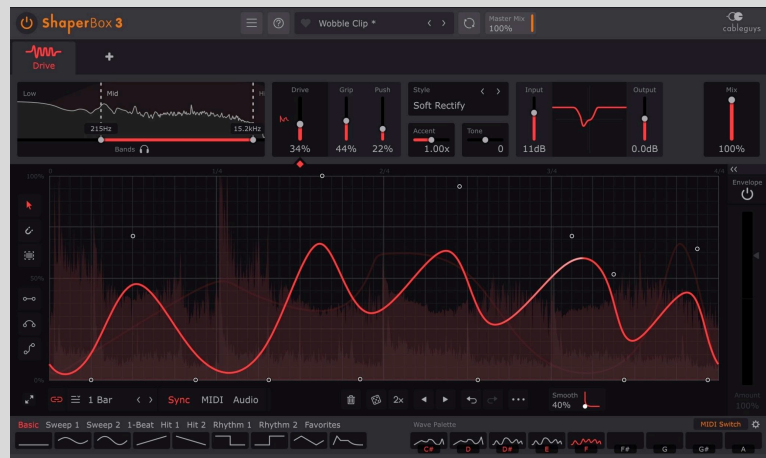 ShaperBox 3
Wobble Clip *
Master Mix
100%
cableguys
Drive
Low
Mid
215Hz
15.2kHz
Bands
Drive
Grip
Push
34%
44%
22%
Style
Soft Rectify
Accent
1.00x
Tone
0
Input
11dB
Output
0.0dB
Mix
100%
100%
0
1/4
2/4
3/4
4/4
Envelope
50%
0%
Amount
100%
1 Bar
Sync MIDI Audio
2x
Smooth
40%
Basic Sweep 1 Sweep 2 1-Beat Hit 1 Hit 2 Rhythm 1 Rhythm 2 Favorites
Wave Palette
MIDI Switch
C# D D# E F F# G G# A